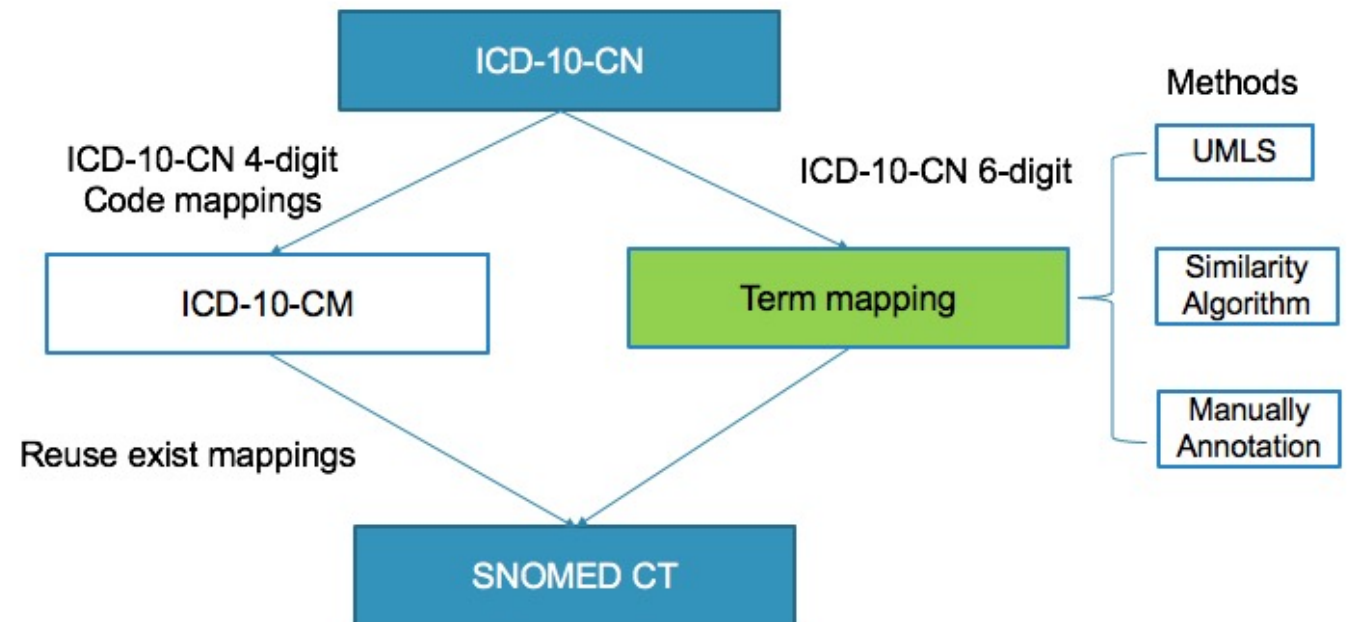 ICD-10-CN
Methods
UMLS
ICD-10-CN 4-digit
Code mappings
ICD-10-CN 6-digit
Similarity
Algorithm
ICD-10-CM
Term mapping
Manually
Annotation
Reuse exist mappings
SNOMED CT